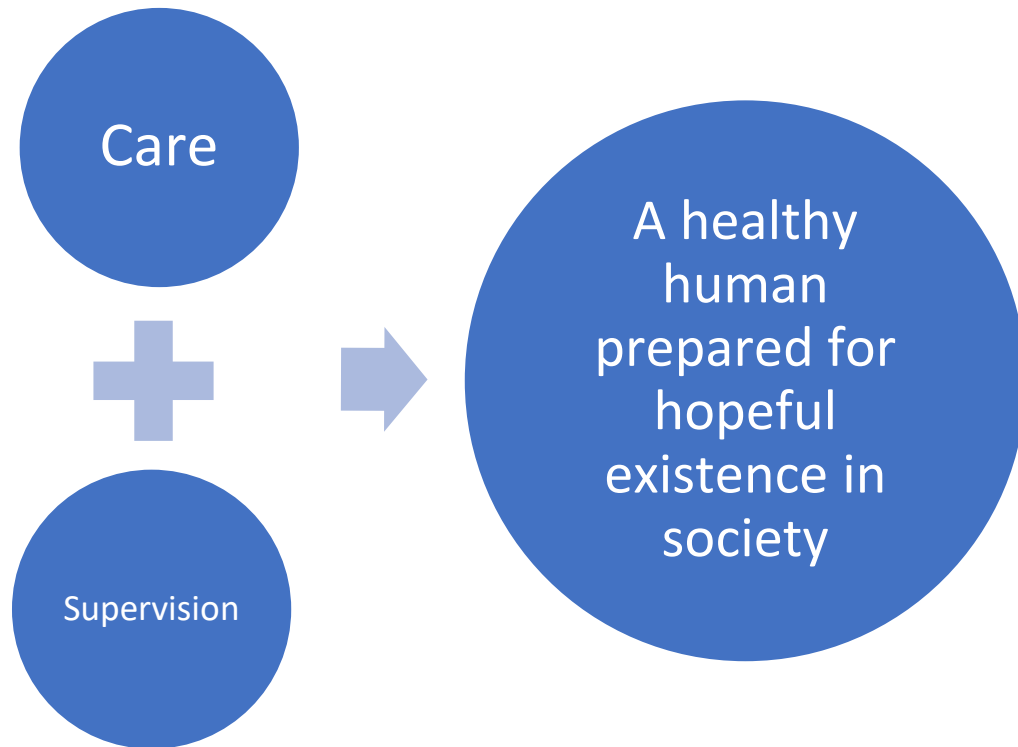 Care
Supervision
A healthy
human
prepared for
hopeful
existence in
society